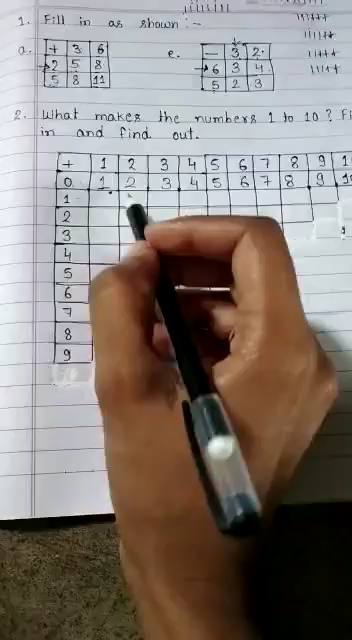 1. Fill in as shown :-
a. + 3 6
2 5 8
5 8 11
e. - 3 2
6 3 4
5 2 3
2. What makes the numbers 1 to 10 ?
in and find out.
+ 1 2 3 4 5 6 7 8 9
0 1 2 3 4 5 6 7 8 9
1
2
3
4
5
6
7
8
9